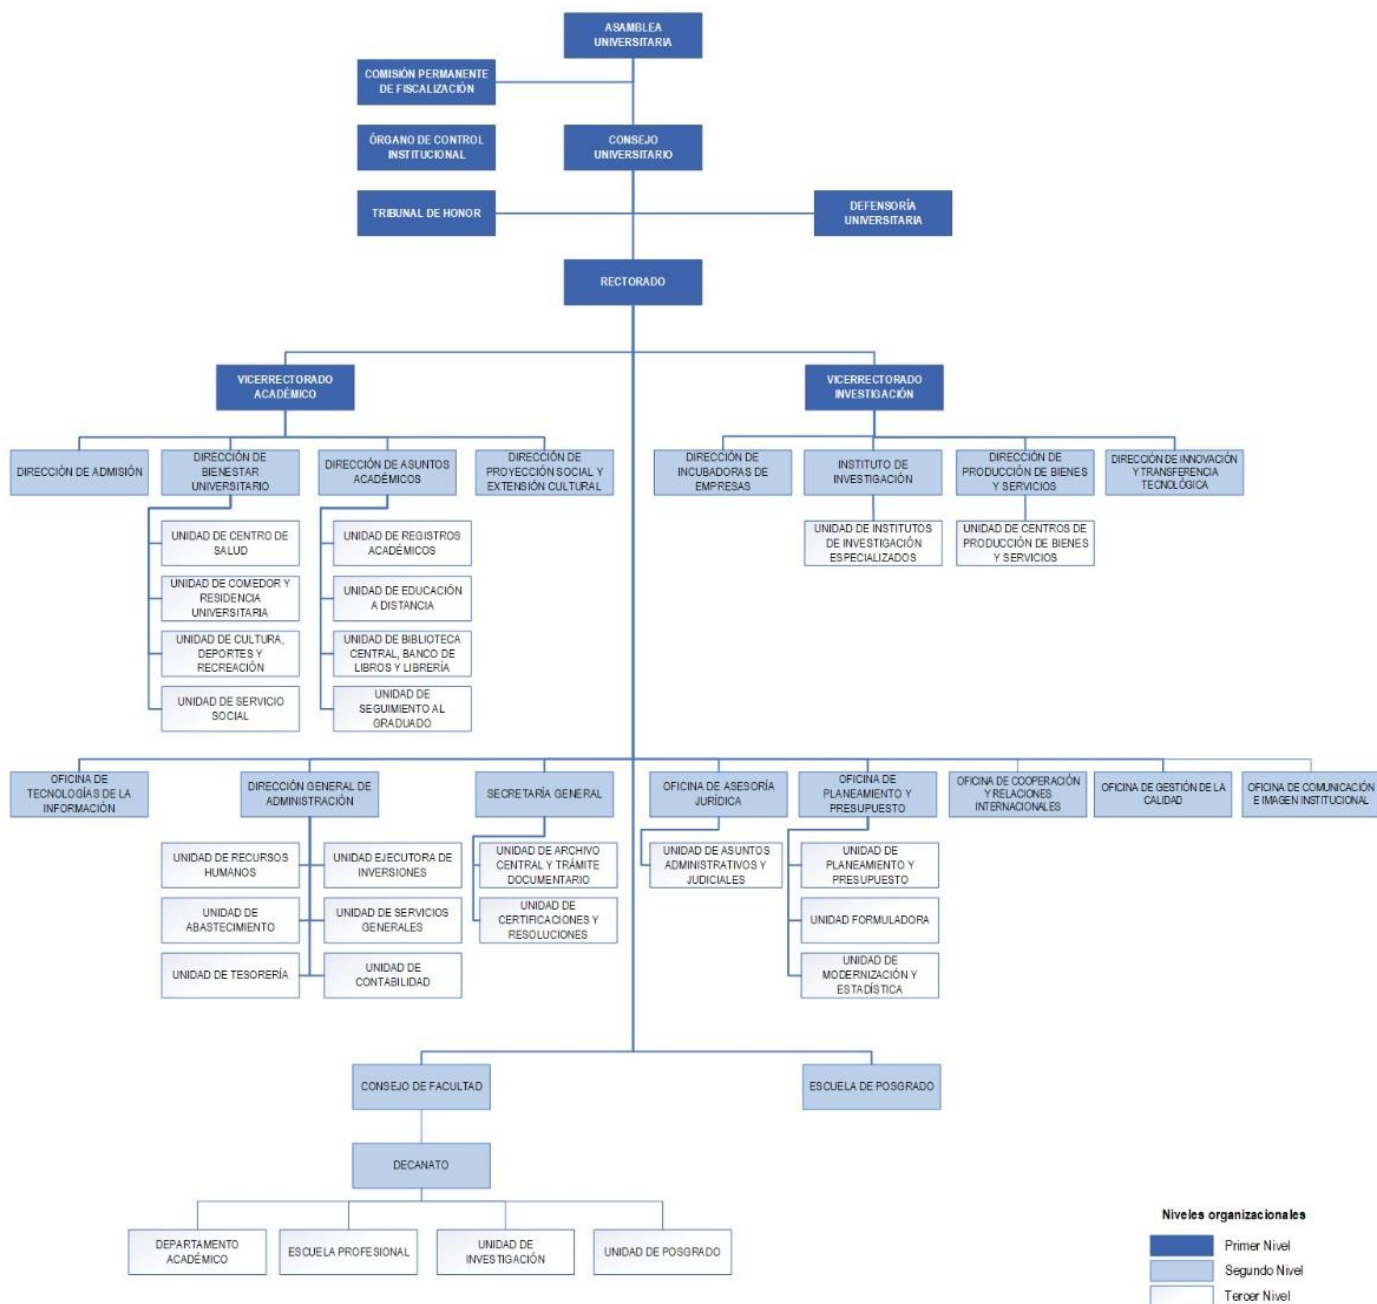 ASAMBLEA
UNIVERSITARIA
COMISIÓN PERMANENTE
DE FISCALIZACIÓN
ÓRGANO DE CONTROL
INSTITUCIONAL
CONSEJO
UNIVERSITARIO
TRIBUNAL DE HONOR
DEFENSORÍA
UNIVERSITARIA
RECTORADO
VICERRECTORADO
ACADÉMICO
VICERRECTORADO
INVESTIGACIÓN
DIRECCIÓN DE ADMISIÓN
DIRECCIÓN DE
BIENESTAR
UNIVERSITARIO
DIRECCIÓN DE ASUNTOS
ACADÉMICOS
DIRECCIÓN DE
PROYECCIÓN SOCIAL Y
EXTENSIÓN CULTURAL
DIRECCIÓN DE
INCUBADORAS DE
EMPRESAS
INSTITUTO DE
INVESTIGACIÓN
DIRECCIÓN DE
PRODUCCIÓN DE BIENES
Y SERVICIOS
DIRECCIÓN DE INNOVACIÓN
Y TRANSFERENCIA
TECNOLÓGICA
UNIDAD DE CENTRO DE
SALUD
UNIDAD DE REGISTROS
ACADÉMICOS
UNIDAD DE INSTITUTOS
DE INVESTIGACIÓN
ESPECIALIZADOS
UNIDAD DE CENTROS DE
PRODUCCIÓN DE BIENES
Y SERVICIOS
UNIDAD DE COMEDOR Y
RESIDENCIA
UNIVERSITARIA
UNIDAD DE EDUCACIÓN
A DISTANCIA
UNIDAD DE CULTURA,
DEPORTES Y
RECREACIÓN
UNIDAD DE BIBLIOTECA
CENTRAL, BANCO DE
LIBROS Y LIBRERÍA
UNIDAD DE SERVICIO
SOCIAL
UNIDAD DE
SEGUIMIENTO AL
GRADUADO
OFICINA DE
TECNOLOGÍAS DE LA
INFORMACIÓN
DIRECCIÓN GENERAL DE
ADMINISTRACIÓN
SECRETARÍA GENERAL
OFICINA DE ASESORÍA
JURÍDICA
OFICINA DE
PLANEAMIENTO Y
PRESUPUESTO
OFICINA DE COOPERACIÓN
Y RELACIONES
INTERNACIONALES
OFICINA DE GESTIÓN DE LA
CALIDAD
OFICINA DE COMUNICACIÓN
E IMAGEN INSTITUCIONAL
UNIDAD DE RECURSOS
HUMANOS
UNIDAD EJECUTORA DE
INVERSIONES
UNIDAD DE ARCHIVO
CENTRAL Y TRÁMITE
DOCUMENTARIO
UNIDAD DE ASUNTOS
ADMINISTRATIVOS Y
JUDICIALES
UNIDAD DE
PLANEAMIENTO Y
PRESUPUESTO
UNIDAD DE
ABASTECIMIENTO
UNIDAD DE SERVICIOS
GENERALES
UNIDAD DE
CERTIFICACIONES Y
RESOLUCIONES
UNIDAD FORMULADORA
UNIDAD DE TESORERÍA
UNIDAD DE
CONTABILIDAD
UNIDAD DE
MODERNIZACIÓN Y
ESTADÍSTICA
CONSEJO DE FACULTAD
ESCUELA DE POSGRADO
DECANATO
DEPARTAMENTO
ACADÉMICO
ESCUELA PROFESIONAL
UNIDAD DE
INVESTIGACIÓN
UNIDAD DE POSGRADO
Niveles organizacionales
Primer Nivel
Segundo Nivel
Tercer Nivel